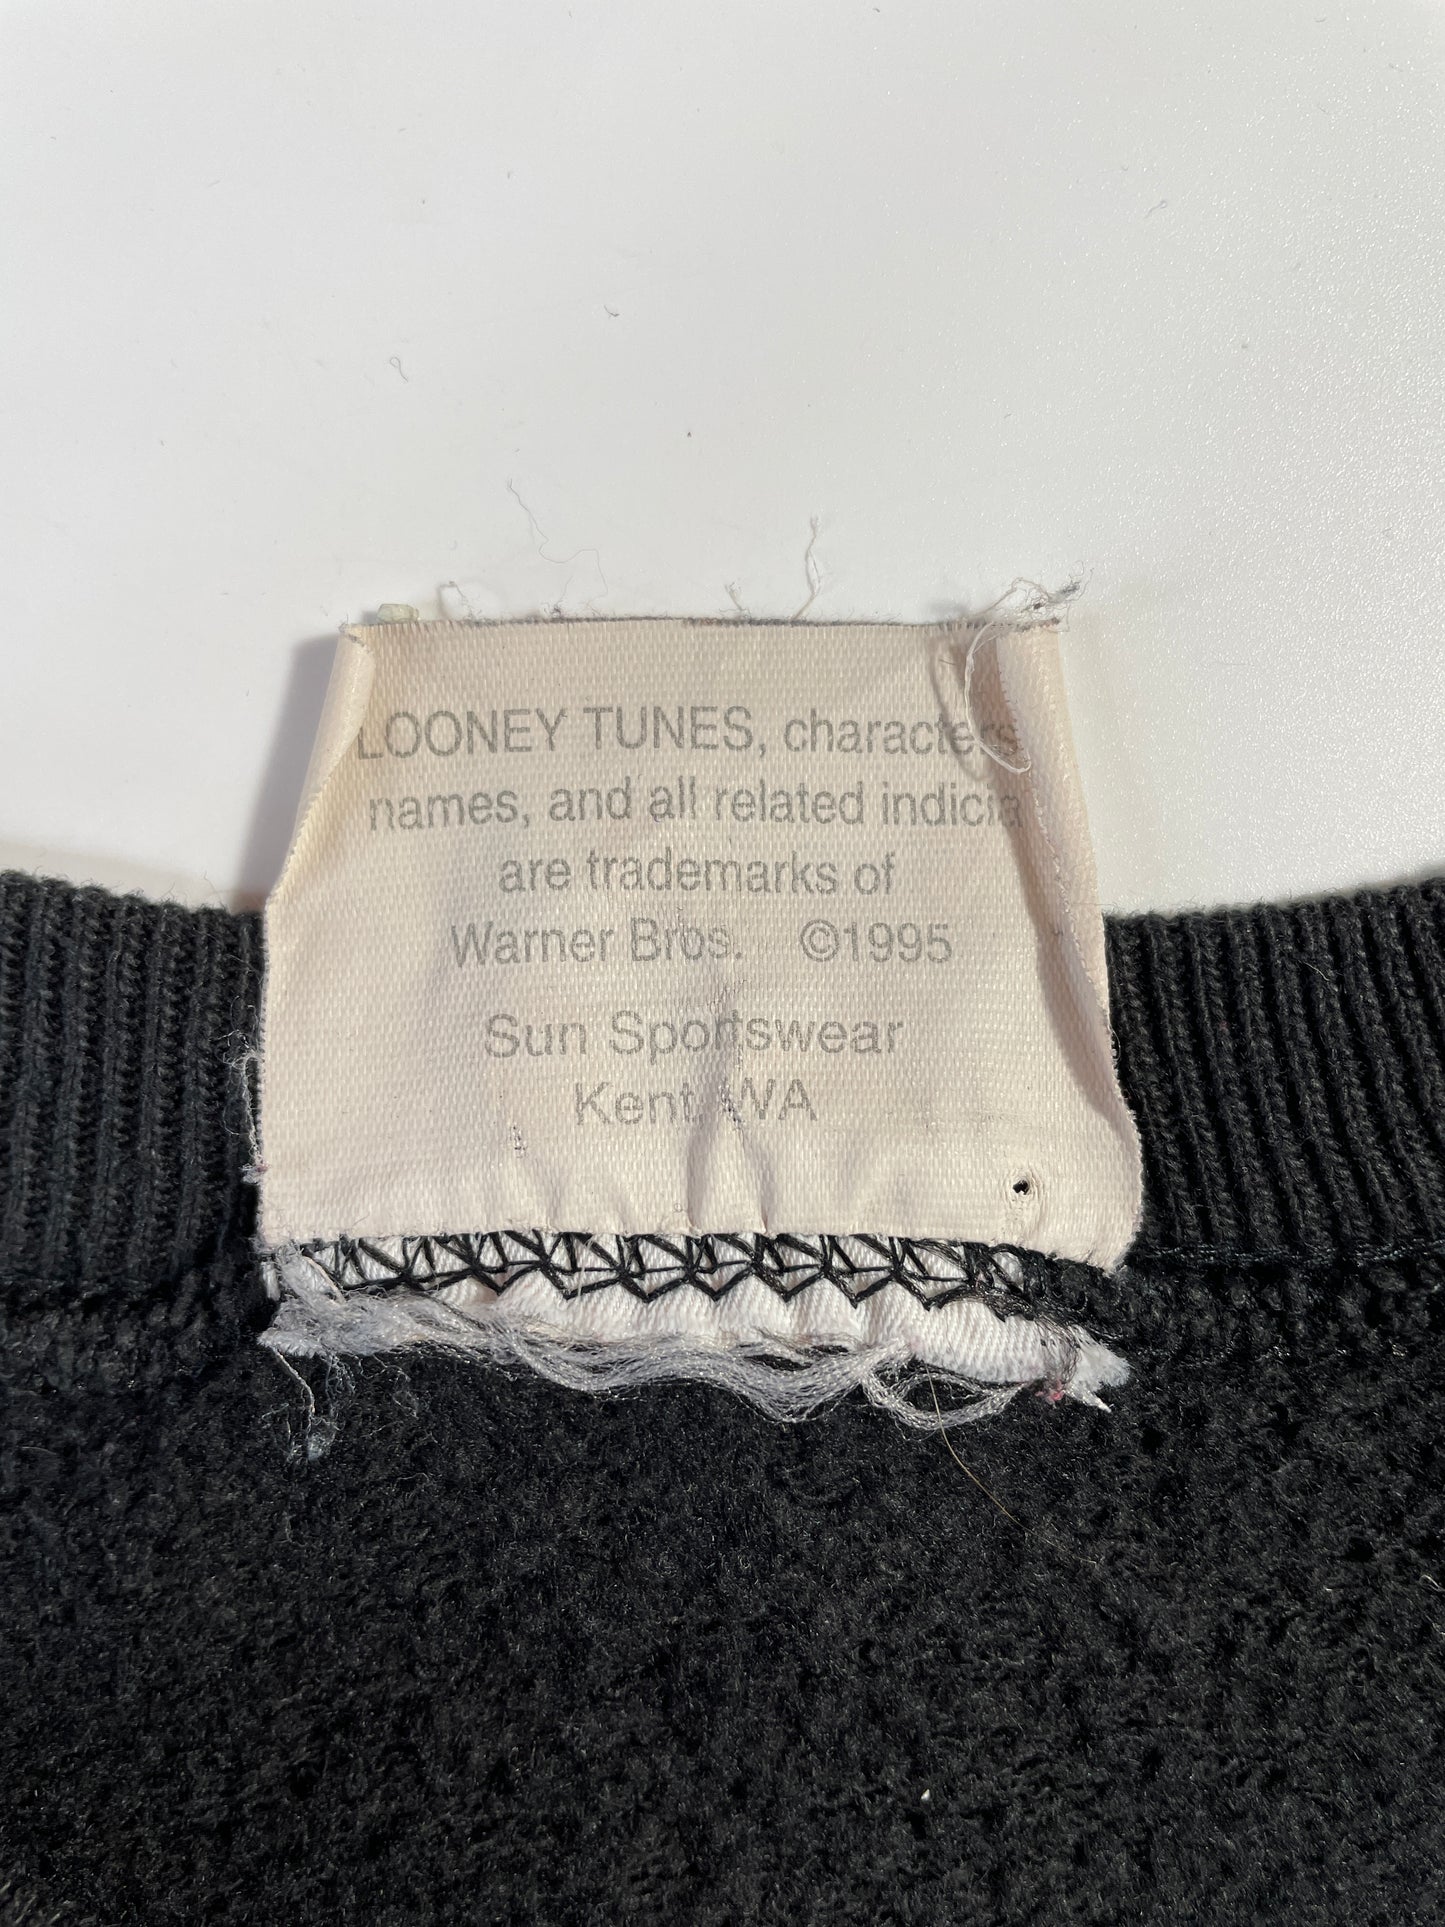 LOONEY TUNES, characters
names, and all related indicia
are trademarks of
Warner Bros. ©1995
Sun Sportswear
Kent, WA